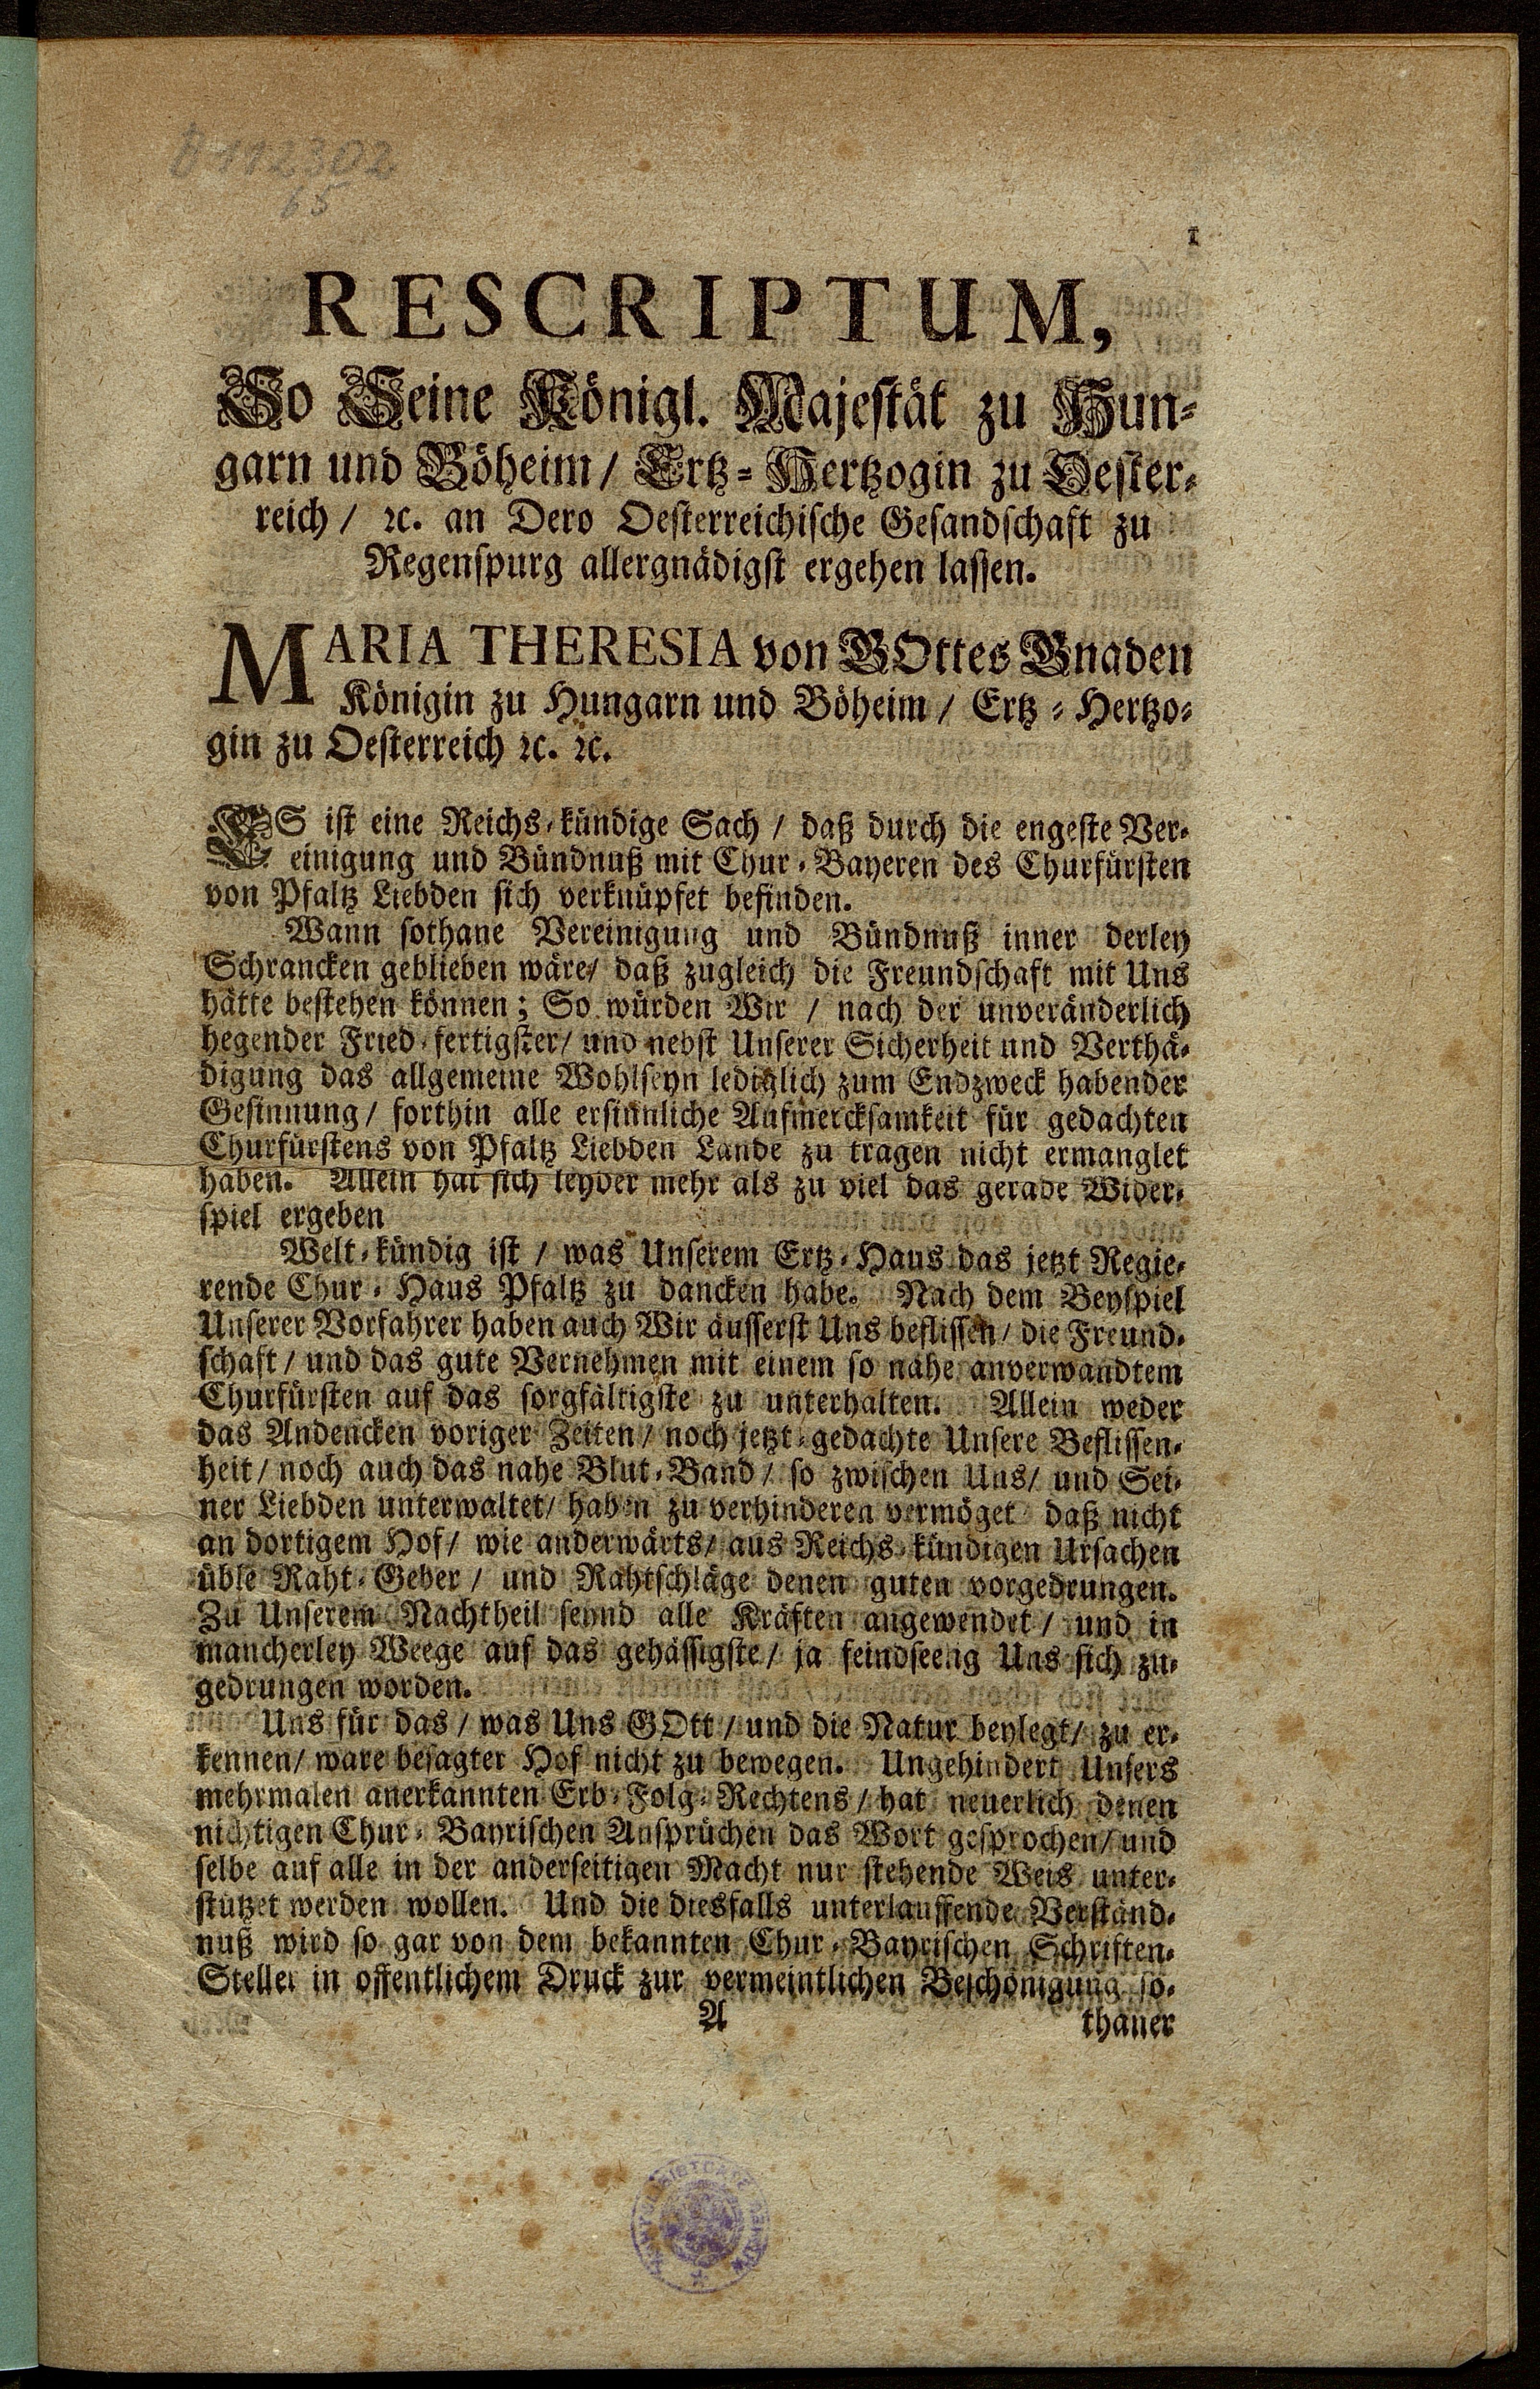 B 112302
65
1
RESCRIPTUM,
So Seine Königl. Majestät zu Hun-
garn und Böheim / Ertz-Hertzogin zu Oester-
reich / ꝛc. an Dero Oesterreichische Gesandschaft zu
Regenspurg allergnädigst ergehen lassen.
MARIA THERESIA von GOttes Gnaden
Königin zu Hungarn und Böheim / Ertz-Hertzo-
gin zu Oesterreich ꝛc. ꝛc.
ES ist eine Reichs-kündige Sach / daß durch die engeste Ver-
einigung und Bündnuß mit Chur-Bayeren des Churfürsten
von Pfaltz Liebden sich verknüpfet befinden.
Wann sothane Vereinigung und Bündnuß inner derley
Schrancken geblieben wäre / daß zugleich die Freundschaft mit Uns
hätte bestehen können; So würden Wir / nach der unveränderlich
hegender Fried-fertigster / und nebst Unserer Sicherheit und Verthä-
digung das allgemeine Wohlseyn lediglich zum Endzweck habender
Gesinnung / forthin alle ersinnliche Aufmercksamkeit für gedachten
Churfürstens von Pfaltz Liebden Lande zu tragen nicht ermanglet
haben. Allein hat sich leyder mehr als zu viel das gerade Wider-
spiel ergeben
Welt-kündig ist / was Unserem Ertz-Haus das jetzt Regie-
rende Chur-Haus Pfaltz zu dancken habe. Nach dem Beyspiel
Unserer Vorfahrer haben auch Wir äusserst Uns beflissen / die Freund-
schaft / und das gute Vernehmen mit einem so nahe anverwandtem
Churfürsten auf das sorgfältigste zu unterhalten. Allein weder
das Andencken voriger Zeiten / noch jetzt-gedachte Unsere Beflissen-
heit / noch auch das nahe Blut-Band / so zwischen Uns / und Sei-
ner Liebden unterwaltet / haben zu verhinderen vermöget daß nicht
an dortigem Hof / wie anderwärts / aus Reichs-kündigen Ursachen
üble Raht-Geber / und Rahtschläge denen guten vorgedrungen.
Zu Unserem Nachtheil seynd alle Kräften angewendet / und in
mancherley Weege auf das gehässigste / ja feindseelig Uns sich zu-
gedrungen worden.
Uns für das / was Uns GOtt / und die Natur beylegt / zu er-
kennen / ware besagter Hof nicht zu bewegen. Ungehindert Unsers
mehrmalen anerkannten Erb-Folg-Rechtens / hat neuerlich denen
nichtigen Chur-Bayrischen Ansprüchen das Wort gesprochen / und
selbe auf alle in der anderseitigen Macht nur stehende Weis unter-
stützet werden wollen. Und die diesfalls unterlauffende Verständ-
nuß wird so gar von dem bekannten Chur-Bayrischen Schriften-
Steller in offentlichem Druck zur vermeintlichen Beschönigung so-
A thaner